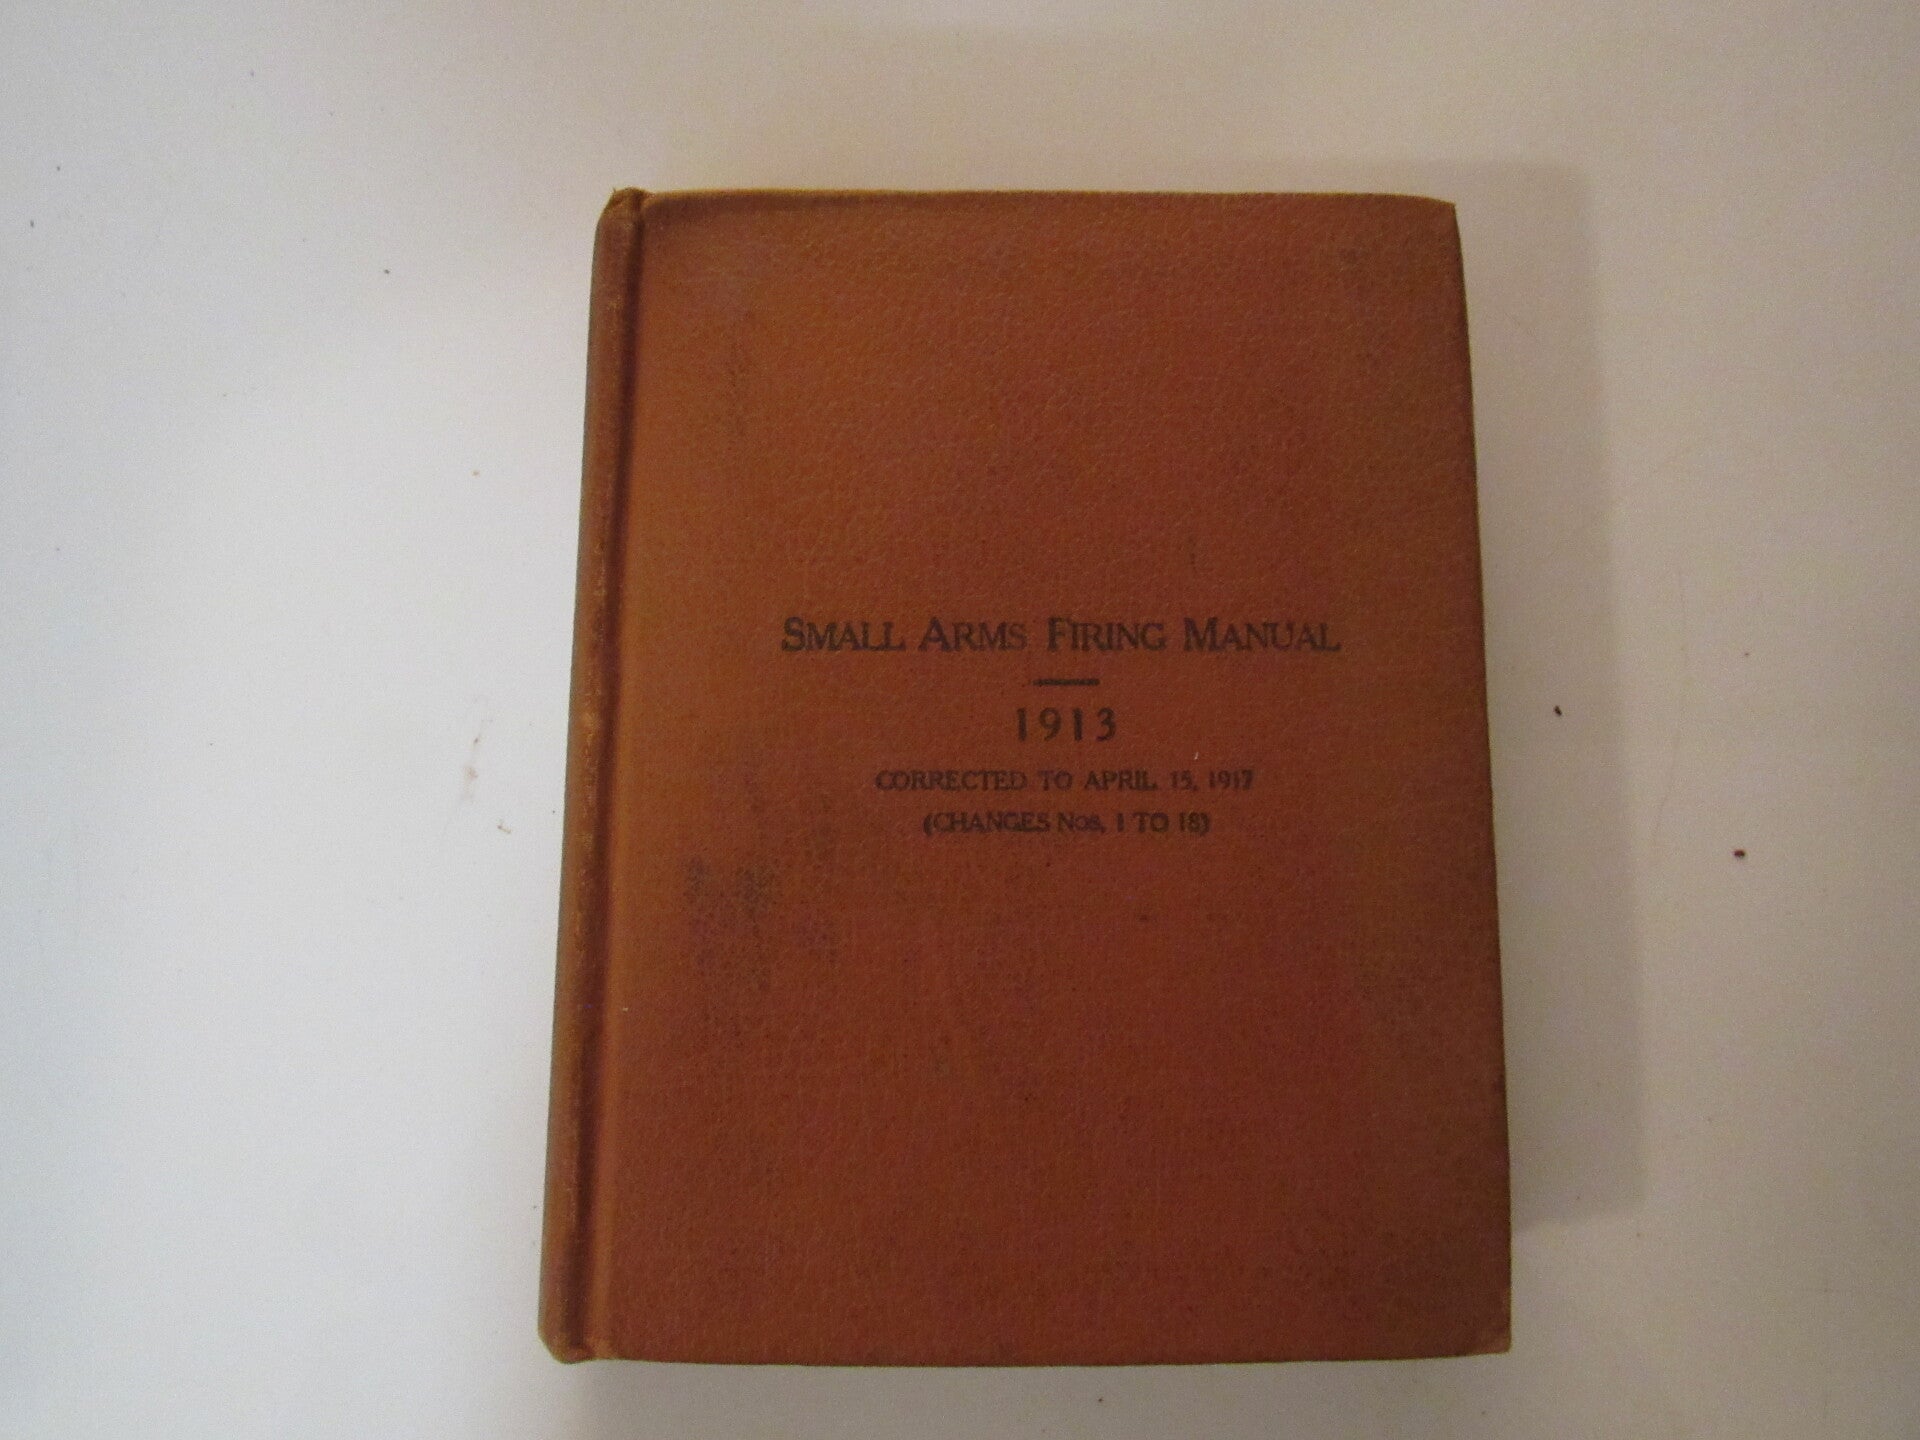 SMALL ARMS FIRING MANUAL
1913
CORRECTED TO APRIL 15, 1917
(CHANGES NOS. 1 TO 18)